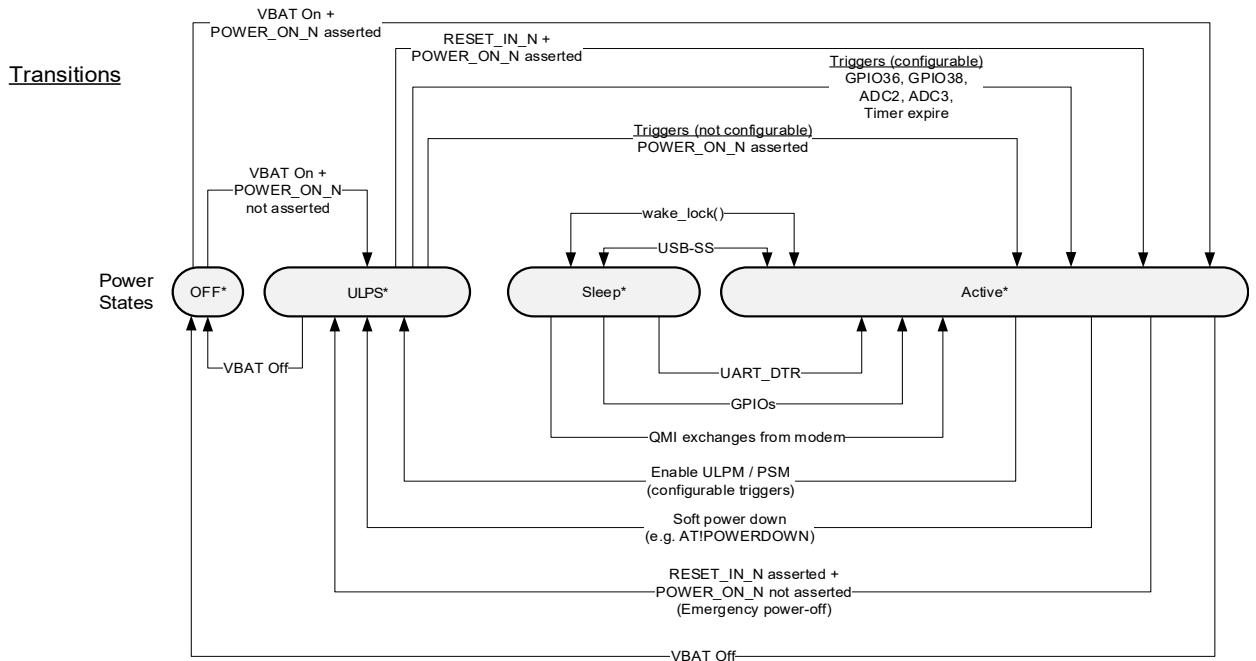 VBAT On +
POWER_ON_N asserted
RESET_IN_N +
POWER_ON_N asserted
Transitions
Triggers (configurable)
GPIO36, GPIO38,
ADC2, ADC3,
Timer expire
Triggers (not configurable)
POWER_ON_N asserted
VBAT On +
POWER_ON_N
not asserted
wake_lock()
USB-SS
Power
States
OFF*
ULPS*
Sleep*
Active*
VBAT Off
UART_DTR
GPIOs
QMI exchanges from modem
Enable ULPM / PSM
(configurable triggers)
Soft power down
(e.g. AT!POWERDOWN)
RESET_IN_N asserted +
POWER_ON_N not asserted
(Emergency power-off)
VBAT Off